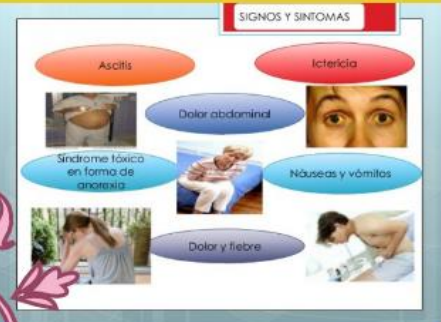 SIGNOS Y SINTOMAS
Ascitis
Ictericia
Dolor abdominal
Síndrome tóxico
en forma de
anorexia
Náuseas y vómitos
Dolor y fiebre